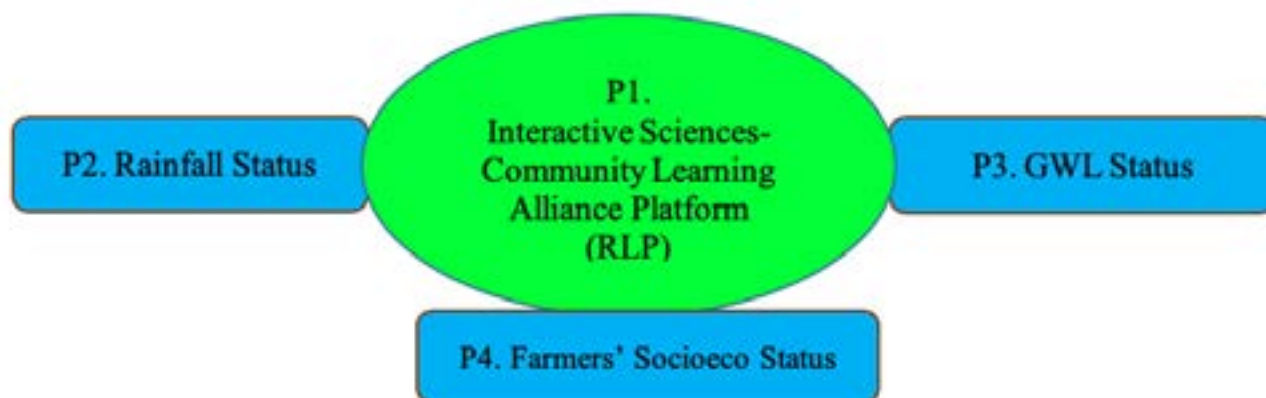 P1.
Interactive Sciences-
Community Learning
Alliance Platform
(RLP)
P2. Rainfall Status
P3. GWL Status
P4. Farmers’ Socioeco Status